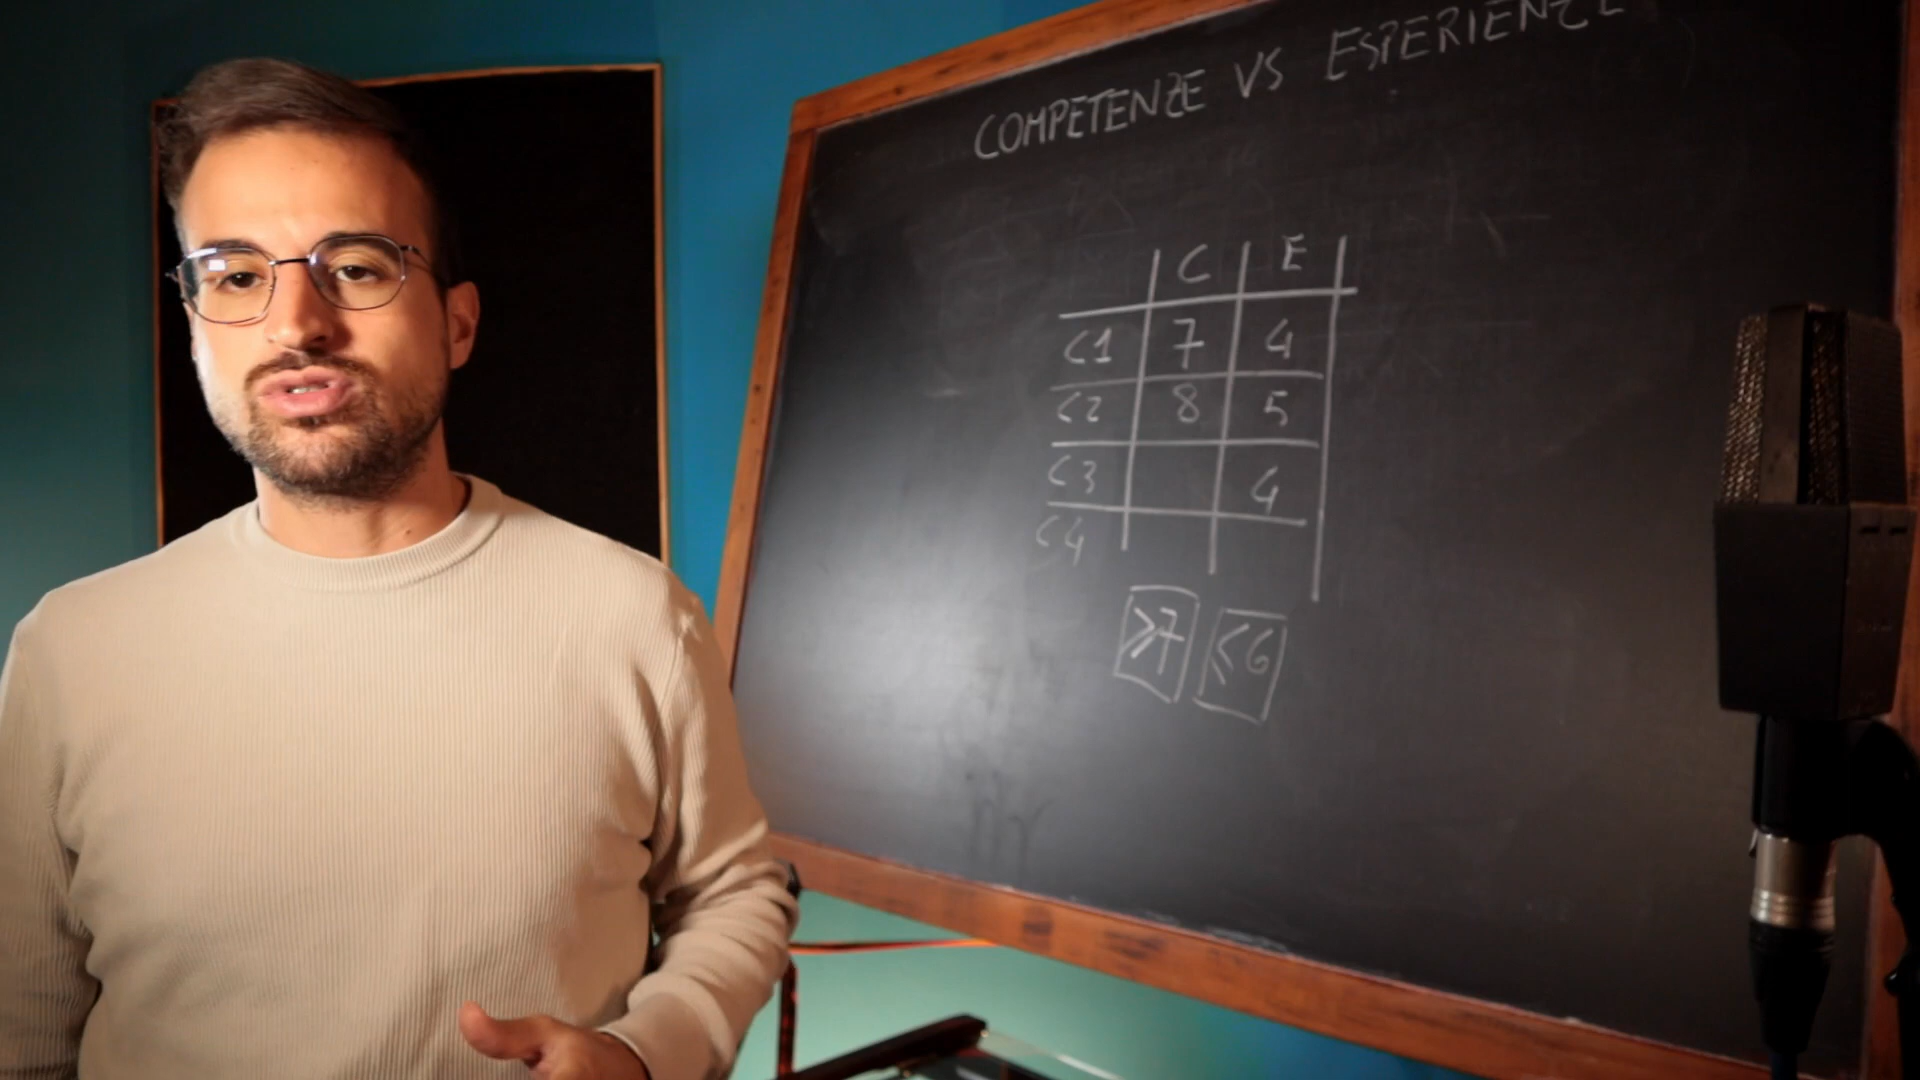 COMPETENZE VS ESPERIENZE
C E
C1 7 4
C2 8 5
C3 4
C4
≥7 ≤6